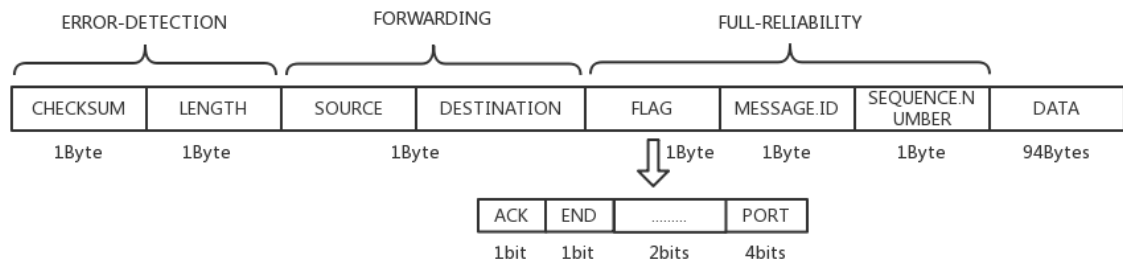 ERROR-DETECTION FORWARDING FULL-RELIABILITY
CHECKSUM LENGTH SOURCE DESTINATION FLAG MESSAGE.ID SEQUENCE.N
UMBER DATA
1Byte 1Byte 1Byte 1Byte 1Byte 1Byte 94Bytes
ACK END ......... PORT
1bit 1bit 2bits 4bits